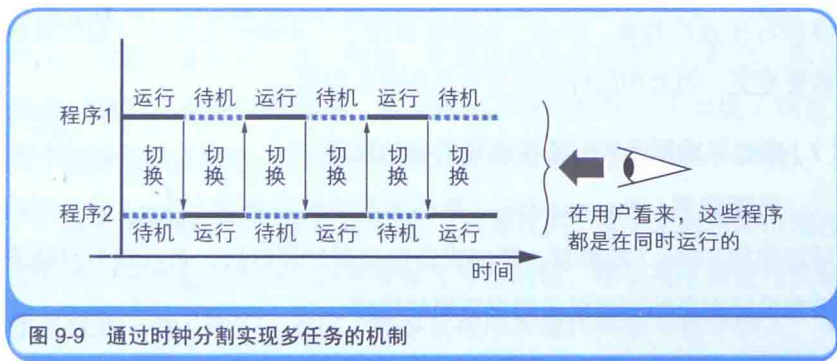 运行 待机 运行 待机 运行 待机
程序1
切换 切换 切换 切换 切换 切换
程序2
待机 运行 待机 运行 待机 运行
时间
在用户看来，这些程序
都是在同时运行的
图 9-9 通过时钟分割实现多任务的机制